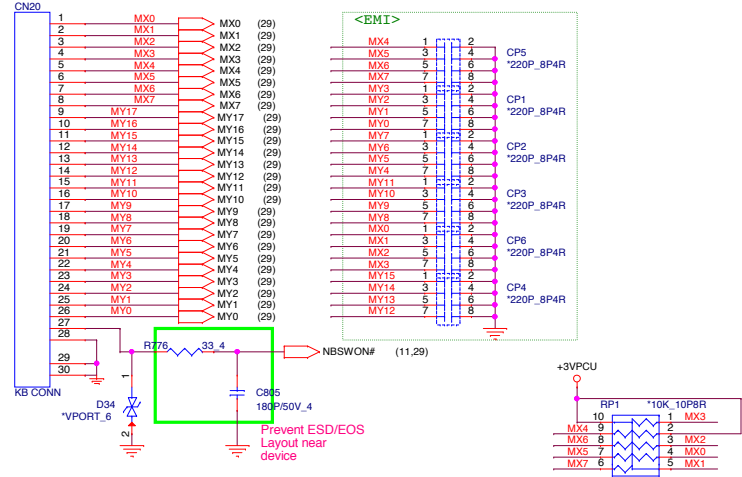 CN20
1 MX0 MX0 (29)
2 MX1 MX1 (29)
3 MX2 MX2 (29)
4 MX3 MX3 (29)
5 MX4 MX4 (29)
6 MX5 MX5 (29)
7 MX6 MX6 (29)
8 MX7 MX7 (29)
9 MY17 MY17 (29)
10 MY16 MY16 (29)
11 MY15 MY15 (29)
12 MY14 MY14 (29)
13 MY13 MY13 (29)
14 MY12 MY12 (29)
15 MY11 MY11 (29)
16 MY10 MY10 (29)
17 MY9 MY9 (29)
18 MY8 MY8 (29)
19 MY7 MY7 (29)
20 MY6 MY6 (29)
21 MY5 MY5 (29)
22 MY4 MY4 (29)
23 MY3 MY3 (29)
24 MY2 MY2 (29)
25 MY1 MY1 (29)
26 MY0 MY0 (29)
27
28
29
30
KB CONN
R776 33_4
NBSWON# (11,29)
1
D34
*VPORT_6
2
C805
180P/50V_4
Prevent ESD/EOS
Layout near
device
<EMI>
MX4 1 2
MX5 3 4
MX6 5 6
MX7 7 8
CP5
*220P_8P4R
MY3 1 2
MY2 3 4
MY1 5 6
MY0 7 8
CP1
*220P_8P4R
MY7 1 2
MY6 3 4
MY5 5 6
MY4 7 8
CP2
*220P_8P4R
MY11 1 2
MY10 3 4
MY9 5 6
MY8 7 8
CP3
*220P_8P4R
MX0 1 2
MX1 3 4
MX2 5 6
MX3 7 8
CP6
*220P_8P4R
MY15 1 2
MY14 3 4
MY13 5 6
MY12 7 8
CP4
*220P_8P4R
+3VPCU
RP1 *10K_10P8R
10 1 MX3
MX4 9 2
MX6 8 3 MX2
MX5 7 4 MX0
MX7 6 5 MX1